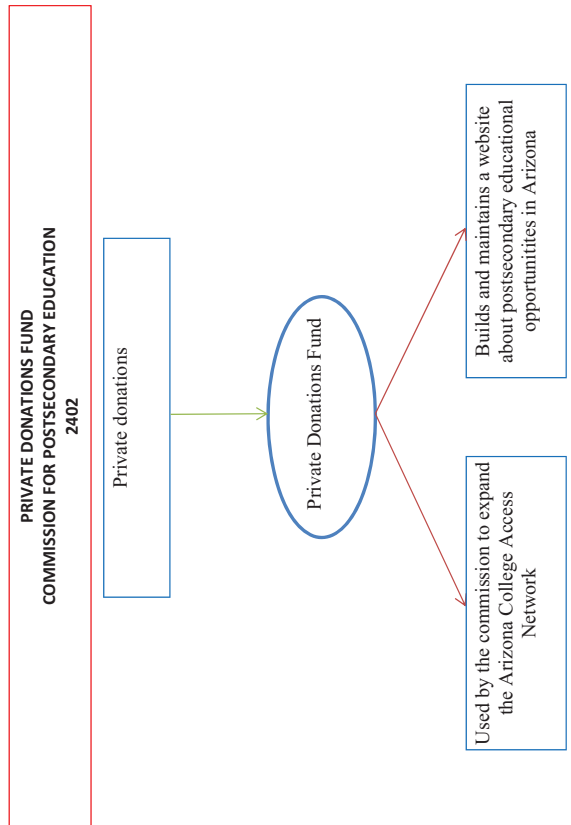 PRIVATE DONATIONS FUND
COMMISSION FOR POSTSECONDARY EDUCATION
2402
Private donations
Private Donations Fund
Used by the commission to expand
the Arizona College Access
Network
Builds and maintains a website
about postsecondary educational
opportunitites in Arizona